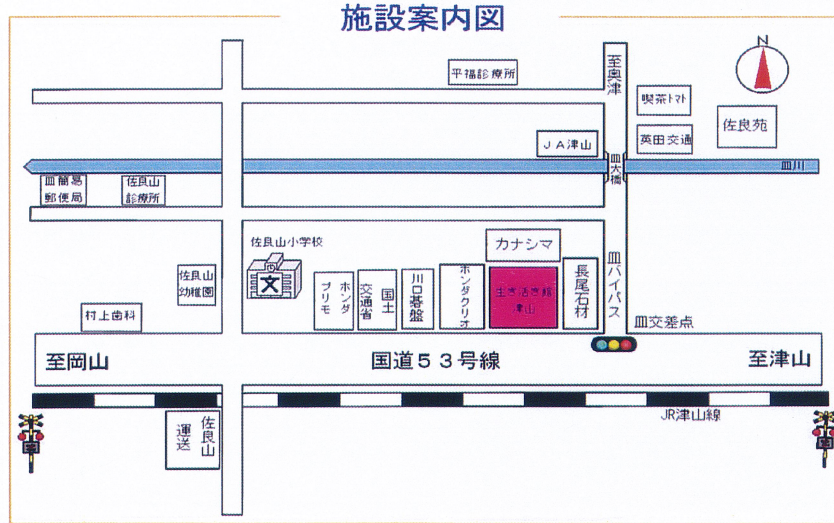 施設案内図
N
平福診療所
至奥津
喫茶トマト
佐良苑
英田交通
JA津山
皿大橋
皿川
皿簡易
郵便局
佐良山
診療所
佐良山小学校
文
佐良山
幼稚園
村上歯科
ホンダ
プリモ
国土
交通省
川口碁盤
ホンダクリオ
カナシマ
生き活き館
津山
長尾石材
皿バイパス
皿交差点
至岡山
国道53号線
至津山
JR津山線
佐良山
運送